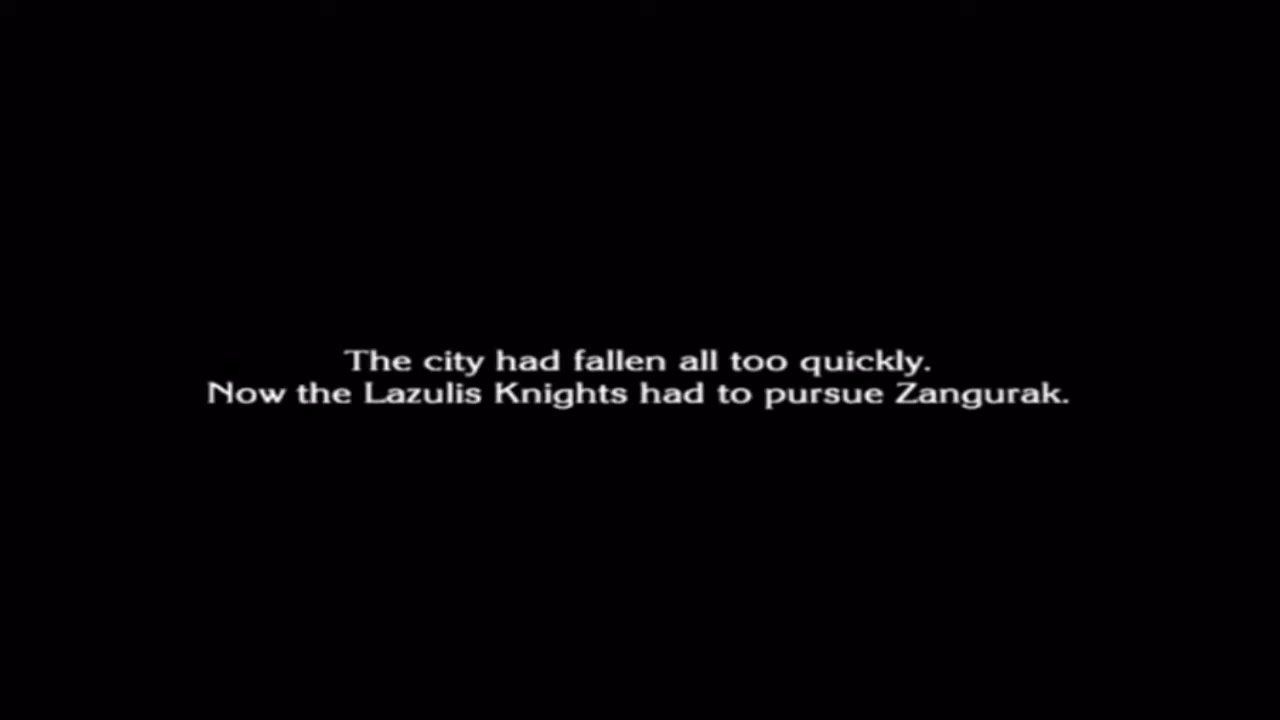 The city had fallen all too quickly.
Now the Lazulis Knights had to pursue Zangurak.